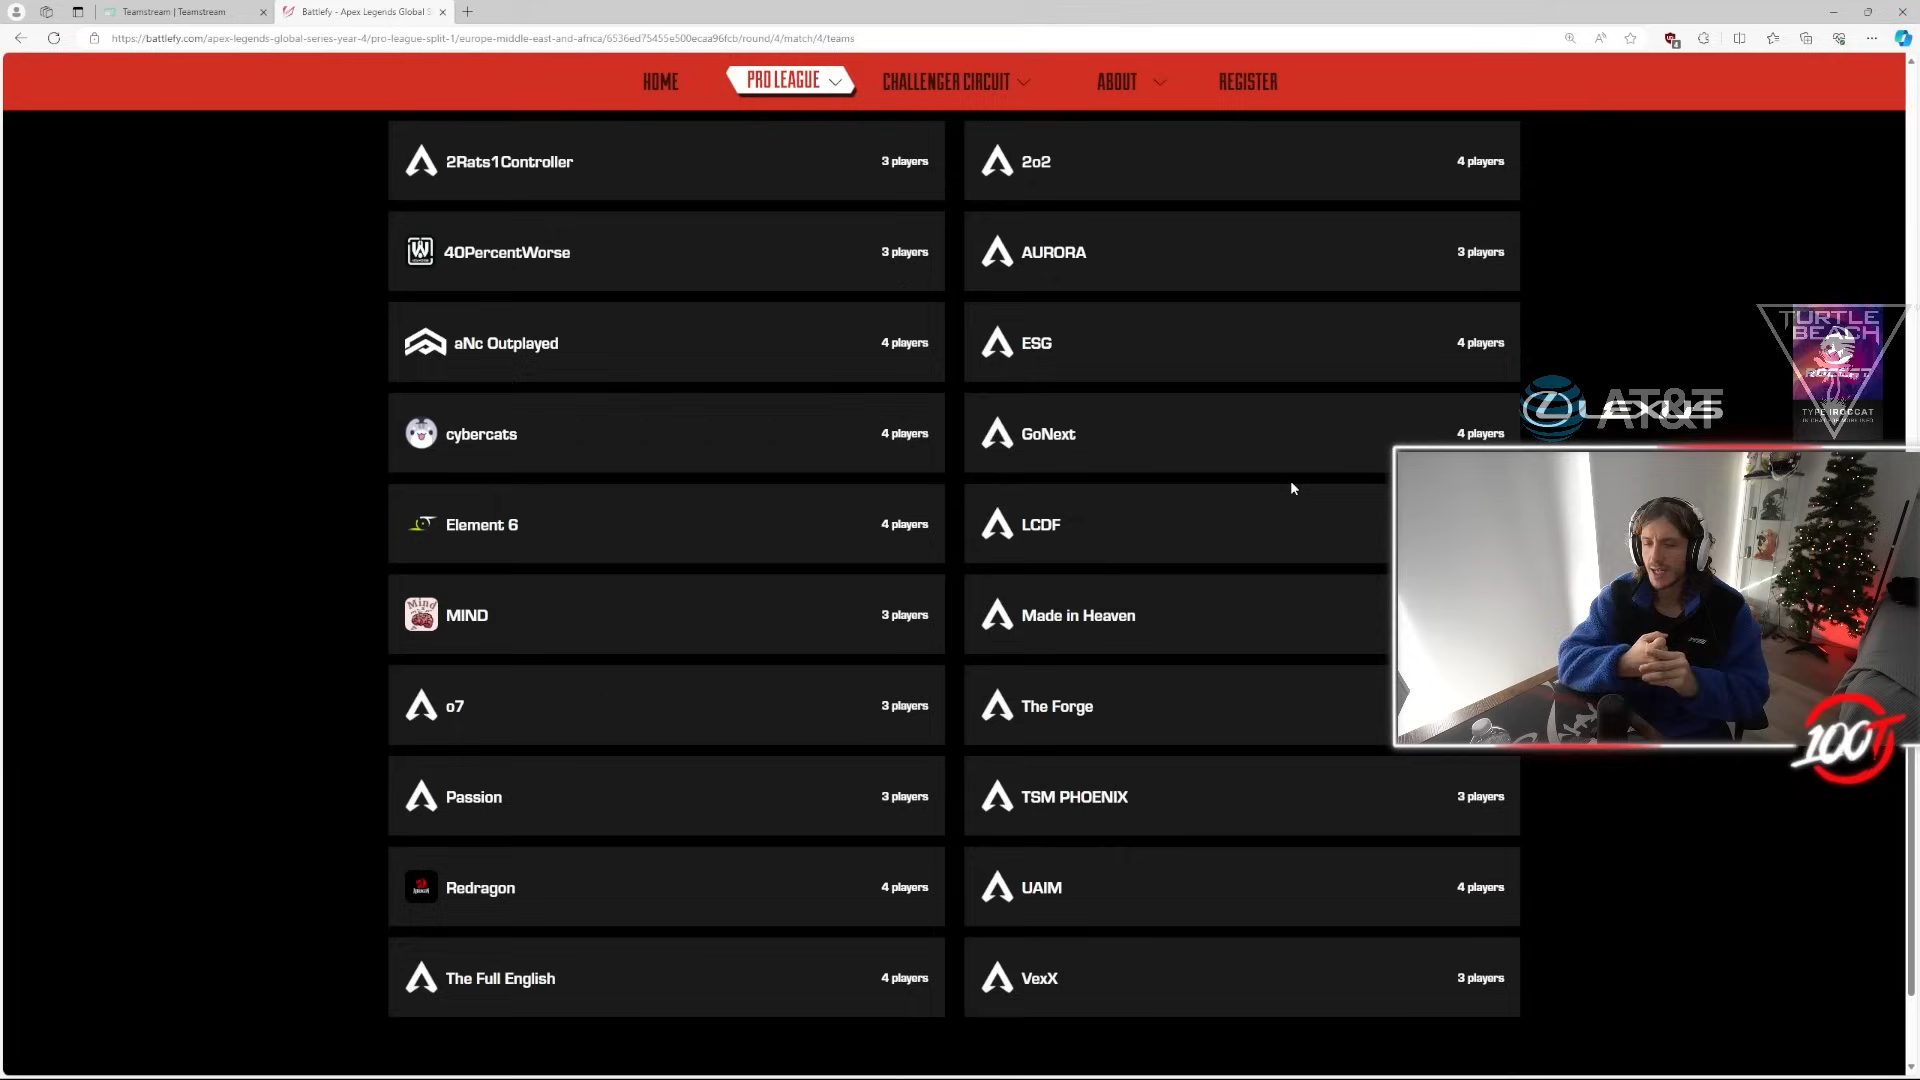 Teamstream | Teamstream
Battlefy - Apex Legends Global S
https://battlefy.com/apex-legends-global-series-year-4/pro-league-split-1/europe-middle-east-and-africa/6536ed75455e500ecaa96fcb/round/4/match/4/teams
HOME
PRO LEAGUE
CHALLENGER CIRCUIT
ABOUT
REGISTER
2Rats1Controller
3 players
2o2
4 players
40PercentWorse
3 players
AURORA
3 players
aNc Outplayed
4 players
ESG
4 players
cybercats
4 players
GoNext
4 players
Element 6
4 players
LCDF
MIND
3 players
Made in Heaven
o7
3 players
The Forge
Passion
3 players
TSM PHOENIX
3 players
Redragon
4 players
UAIM
4 players
The Full English
4 players
VexX
3 players
TURTLE
BEACH
TYPE !ROCCAT
LEXUS
AT&T
100T